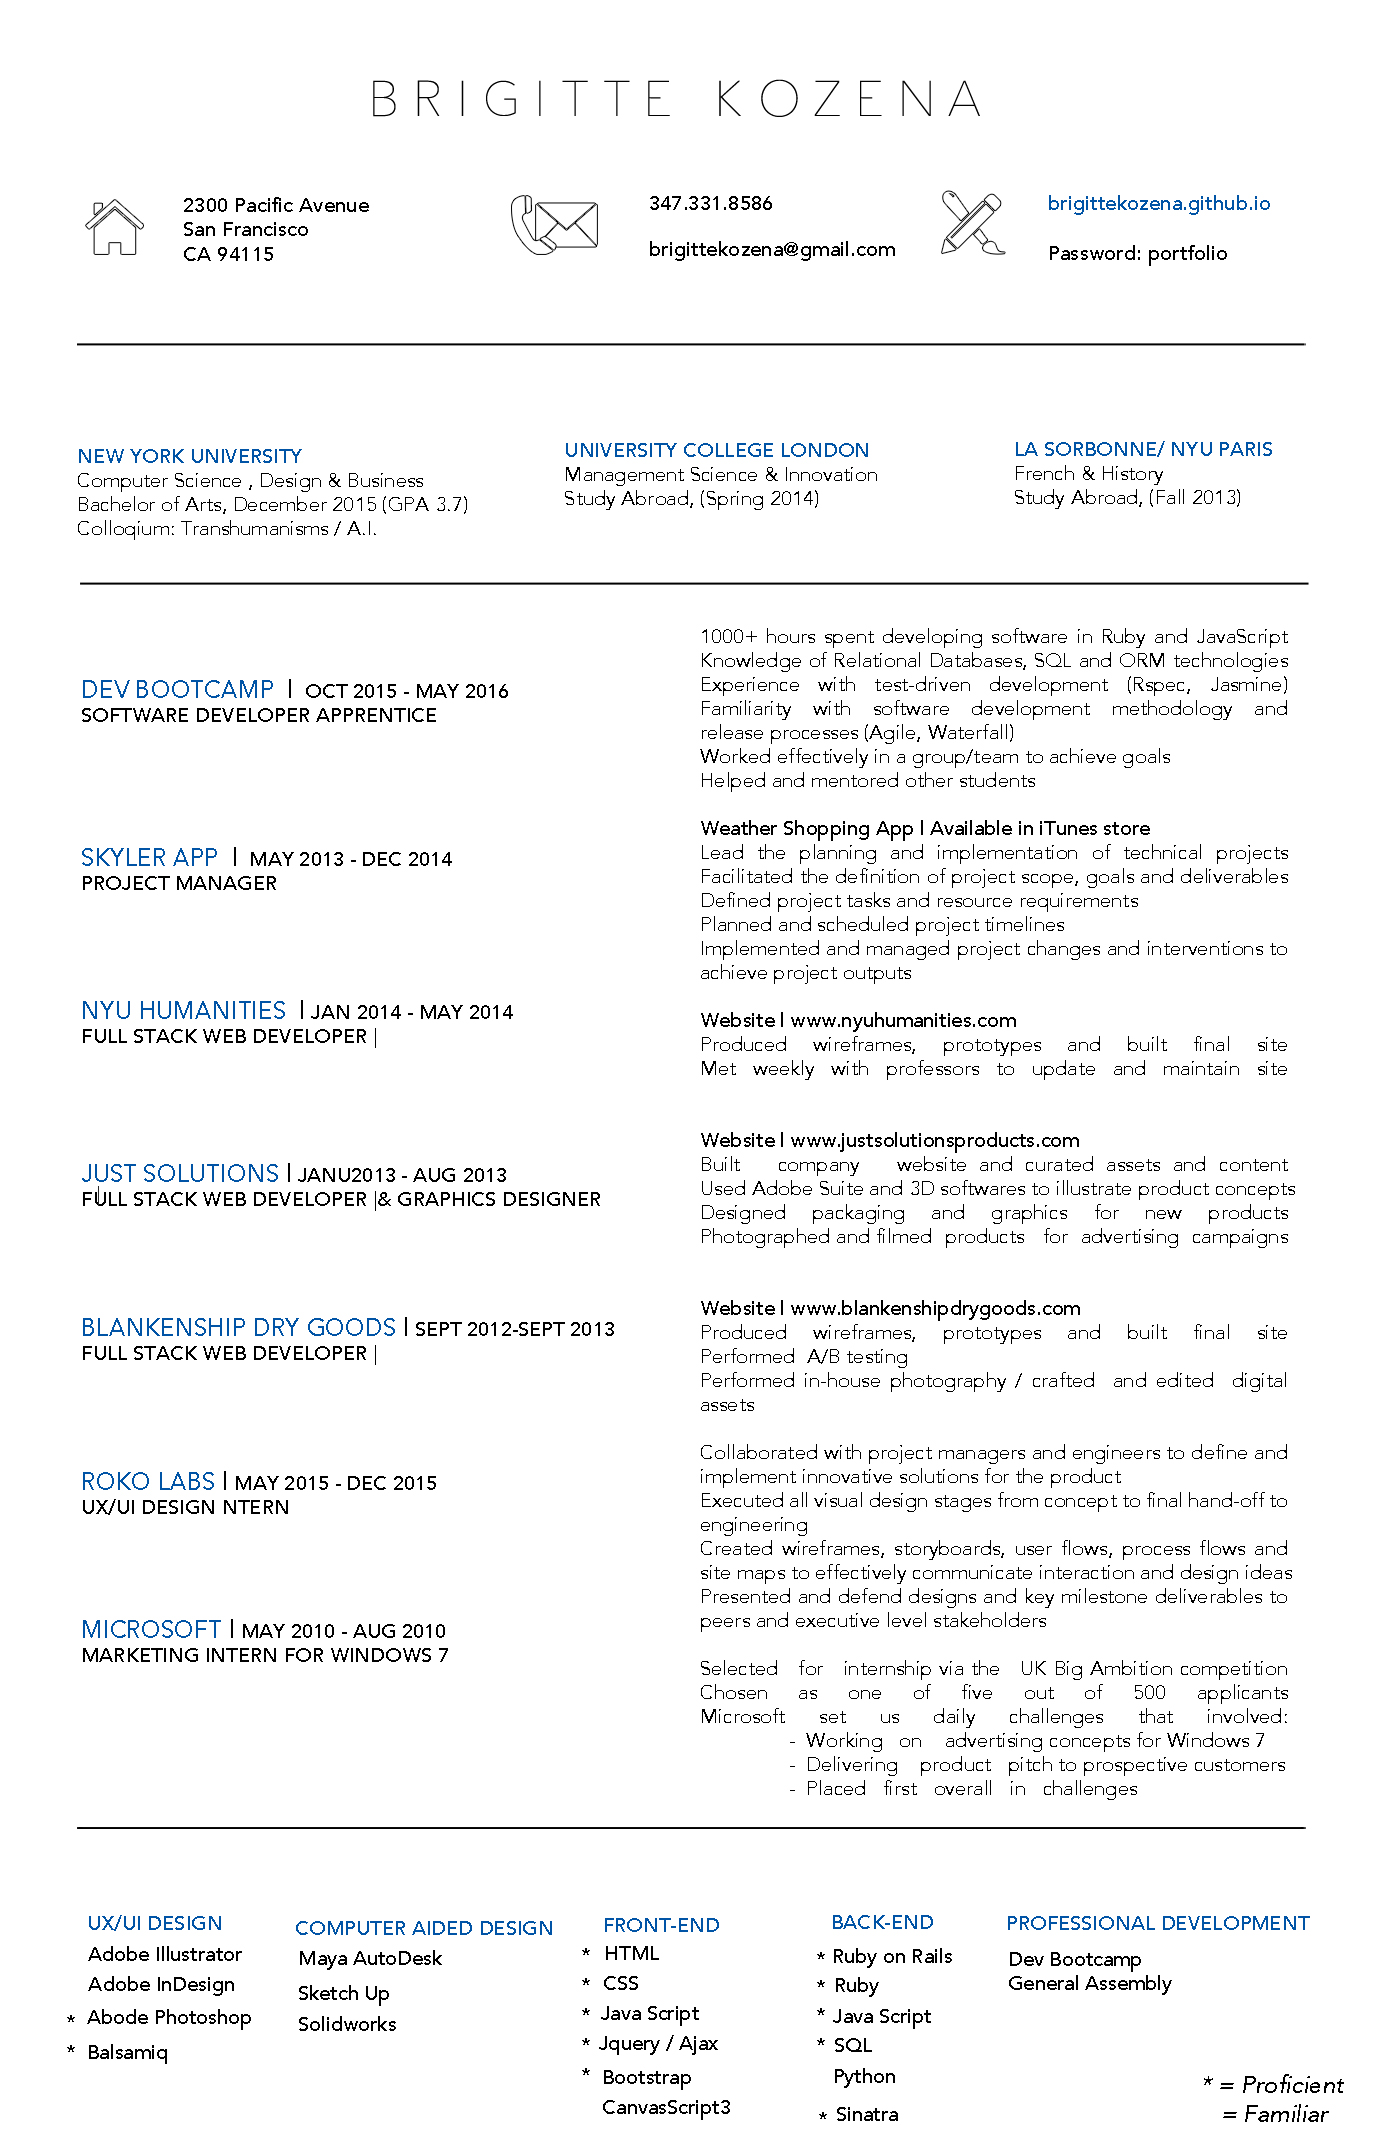 BRIGITTE KOZENA
2300 Pacific Avenue
San Francisco
CA 94115
347.331.8586
brigittekozena@gmail.com
brigittekozena.github.io
Password: portfolio
NEW YORK UNIVERSITY
Computer Science , Design & Business
Bachelor of Arts, December 2015 (GPA 3.7)
Colloqium: Transhumanisms / A.I.
UNIVERSITY COLLEGE LONDON
Management Science & Innovation
Study Abroad, (Spring 2014)
LA SORBONNE/ NYU PARIS
French & History
Study Abroad, (Fall 2013)
DEV BOOTCAMP | OCT 2015 - MAY 2016
SOFTWARE DEVELOPER APPRENTICE
1000+ hours spent developing software in Ruby and JavaScript
Knowledge of Relational Databases, SQL and ORM technologies
Experience with test-driven development (Rspec, Jasmine)
Familiarity with software development methodology and
release processes (Agile, Waterfall)
Worked effectively in a group/team to achieve goals
Helped and mentored other students
SKYLER APP | MAY 2013 - DEC 2014
PROJECT MANAGER
Weather Shopping App | Available in iTunes store
Lead the planning and implementation of technical projects
Facilitated the definition of project scope, goals and deliverables
Defined project tasks and resource requirements
Planned and scheduled project timelines
Implemented and managed project changes and interventions to
achieve project outputs
NYU HUMANITIES | JAN 2014 - MAY 2014
FULL STACK WEB DEVELOPER |
Website | www.nyuhumanities.com
Produced wireframes, prototypes and built final site
Met weekly with professors to update and maintain site
JUST SOLUTIONS | JANU2013 - AUG 2013
FULL STACK WEB DEVELOPER |& GRAPHICS DESIGNER
Website | www.justsolutionsproducts.com
Built company website and curated assets and content
Used Adobe Suite and 3D softwares to illustrate product concepts
Designed packaging and graphics for new products
Photographed and filmed products for advertising campaigns
BLANKENSHIP DRY GOODS | SEPT 2012-SEPT 2013
FULL STACK WEB DEVELOPER |
Website | www.blankenshipdrygoods.com
Produced wireframes, prototypes and built final site
Performed A/B testing
Performed in-house photography / crafted and edited digital
assets
ROKO LABS | MAY 2015 - DEC 2015
UX/UI DESIGN NTERN
Collaborated with project managers and engineers to define and
implement innovative solutions for the product
Executed all visual design stages from concept to final hand-off to
engineering
Created wireframes, storyboards, user flows, process flows and
site maps to effectively communicate interaction and design ideas
Presented and defend designs and key milestone deliverables to
peers and executive level stakeholders
MICROSOFT | MAY 2010 - AUG 2010
MARKETING INTERN FOR WINDOWS 7
Selected for internship via the UK Big Ambition competition
Chosen as one of five out of 500 applicants
Microsoft set us daily challenges that involved:
- Working on advertising concepts for Windows 7
- Delivering product pitch to prospective customers
- Placed first overall in challenges
UX/UI DESIGN
Adobe Illustrator
Adobe InDesign
* Abode Photoshop
* Balsamiq
COMPUTER AIDED DESIGN
Maya AutoDesk
Sketch Up
Solidworks
FRONT-END
* HTML
* CSS
* Java Script
* Jquery / Ajax
* Bootstrap
CanvasScript3
BACK-END
* Ruby on Rails
* Ruby
* Java Script
* SQL
Python
* Sinatra
PROFESSIONAL DEVELOPMENT
Dev Bootcamp
General Assembly
* = Proficient
= Familiar